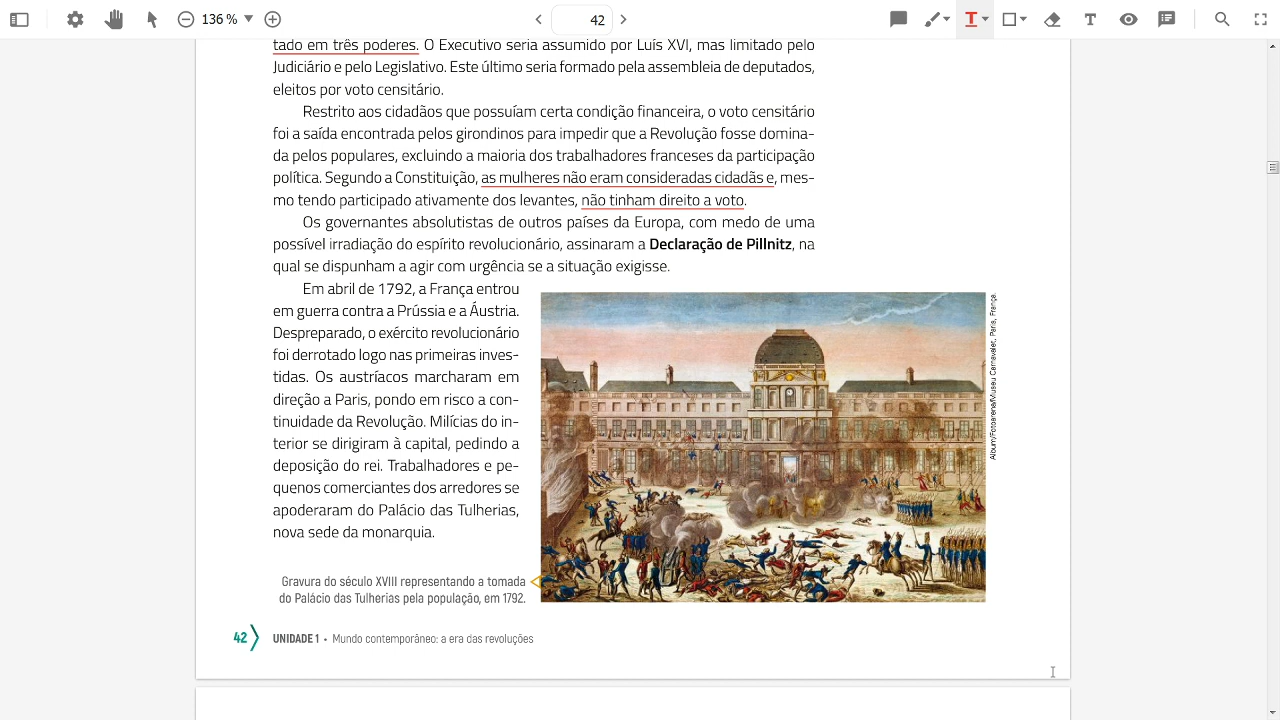 136 %
42
tado em três poderes. O Executivo seria assumido por Luís XVI, mas limitado pelo
Judiciário e pelo Legislativo. Este último seria formado pela assembleia de deputados,
eleitos por voto censitário.
Restrito aos cidadãos que possuíam certa condição financeira, o voto censitário
foi a saída encontrada pelos girondinos para impedir que a Revolução fosse domina-
da pelos populares, excluindo a maioria dos trabalhadores franceses da participação
política. Segundo a Constituição, as mulheres não eram consideradas cidadãs e, mes-
mo tendo participado ativamente dos levantes, não tinham direito a voto.
Os governantes absolutistas de outros países da Europa, com medo de uma
possível irradiação do espírito revolucionário, assinaram a Declaração de Pillnitz, na
qual se dispunham a agir com urgência se a situação exigisse.
Em abril de 1792, a França entrou
em guerra contra a Prússia e a Áustria.
Despreparado, o exército revolucionário
foi derrotado logo nas primeiras inves-
tidas. Os austríacos marcharam em
direção a Paris, pondo em risco a con-
tinuidade da Revolução. Milícias do in-
terior se dirigiram à capital, pedindo a
deposição do rei. Trabalhadores e pe-
quenos comerciantes dos arredores se
apoderaram do Palácio das Tulherias,
nova sede da monarquia.
Album/Fotoarena/Museu Carnavalet, Paris, França.
Gravura do século XVIII representando a tomada
do Palácio das Tulherias pela população, em 1792.
42 UNIDADE 1 • Mundo contemporâneo: a era das revoluções